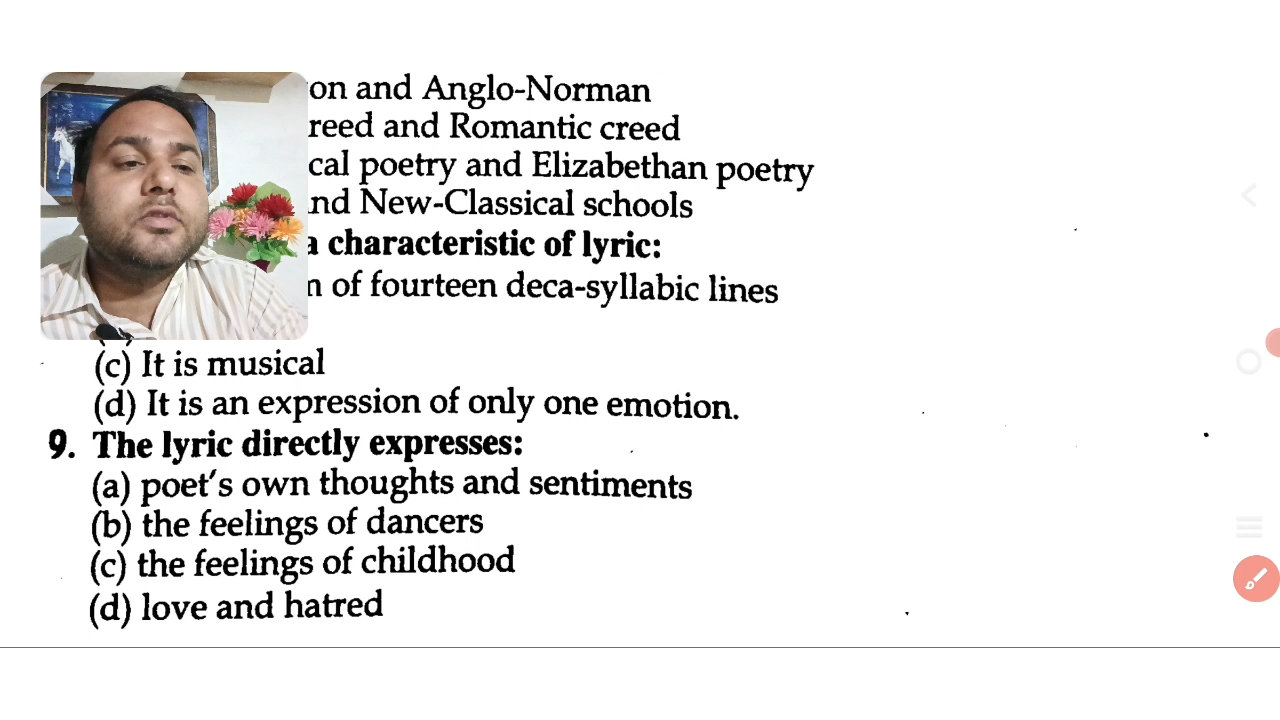 on and Anglo-Norman
reed and Romantic creed
cal poetry and Elizabethan poetry
nd New-Classical schools
a characteristic of lyric:
of fourteen deca-syllabic lines
(c) It is musical
(d) It is an expression of only one emotion.
9. The lyric directly expresses:
(a) poet's own thoughts and sentiments
(b) the feelings of dancers
(c) the feelings of childhood
(d) love and hatred